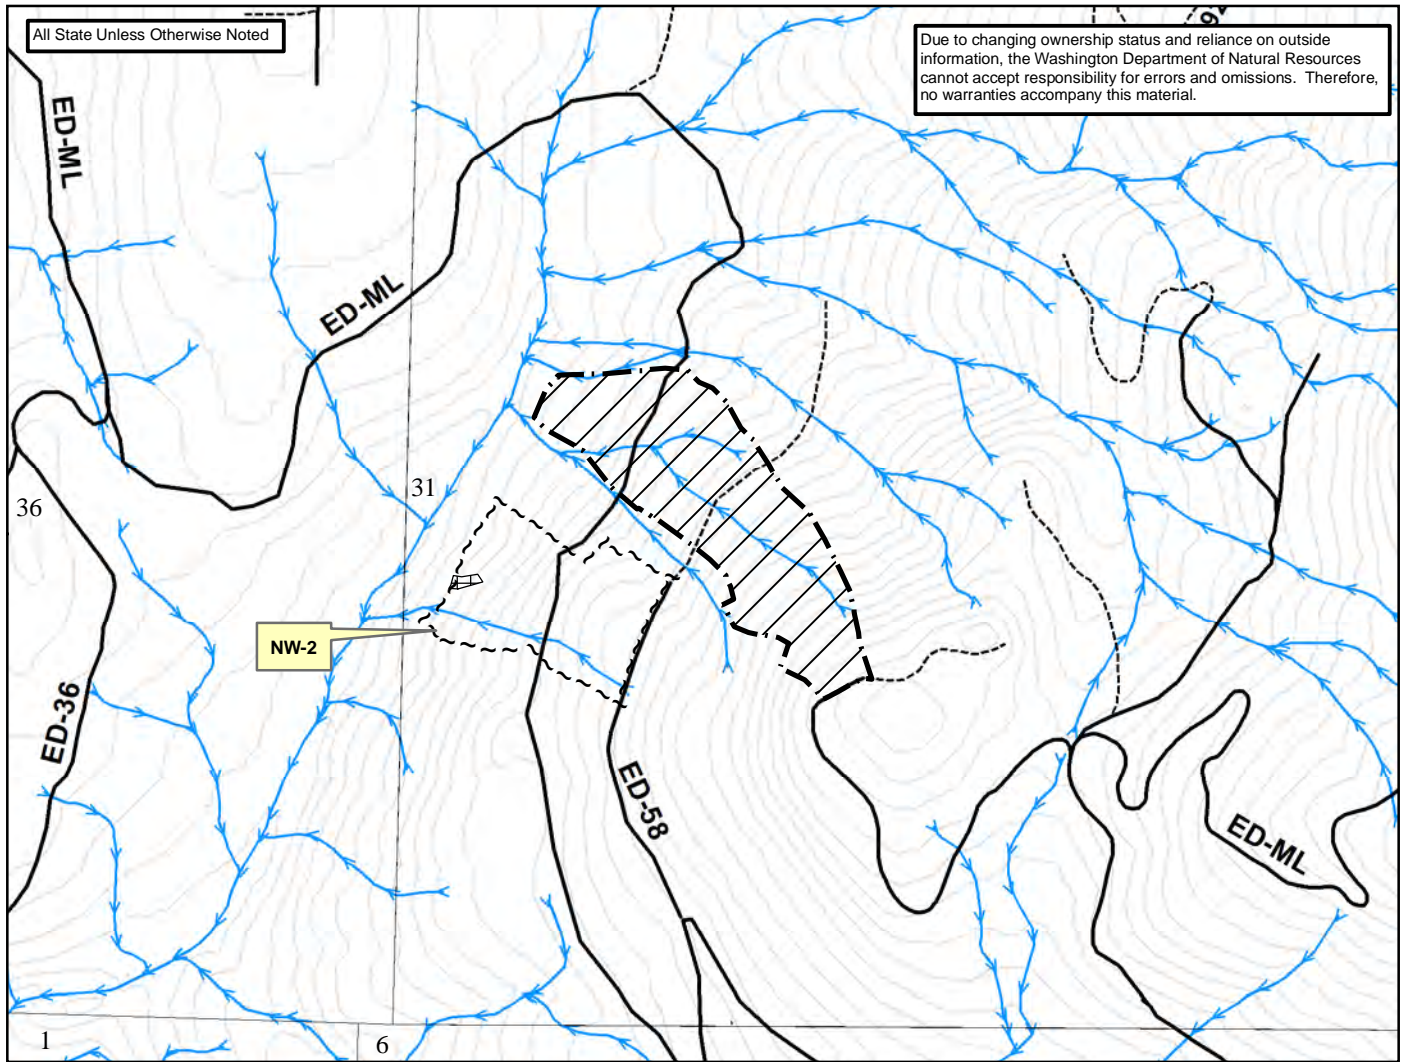 All State Unless Otherwise Noted
Due to changing ownership status and reliance on outside
information, the Washington Department of Natural Resources
cannot accept responsibility for errors and omissions.  Therefore,
no warranties accompany this material.
ED-ML
ED-ML
31
36
NW-2
ED-36
ED-58
ED-ML
1
6